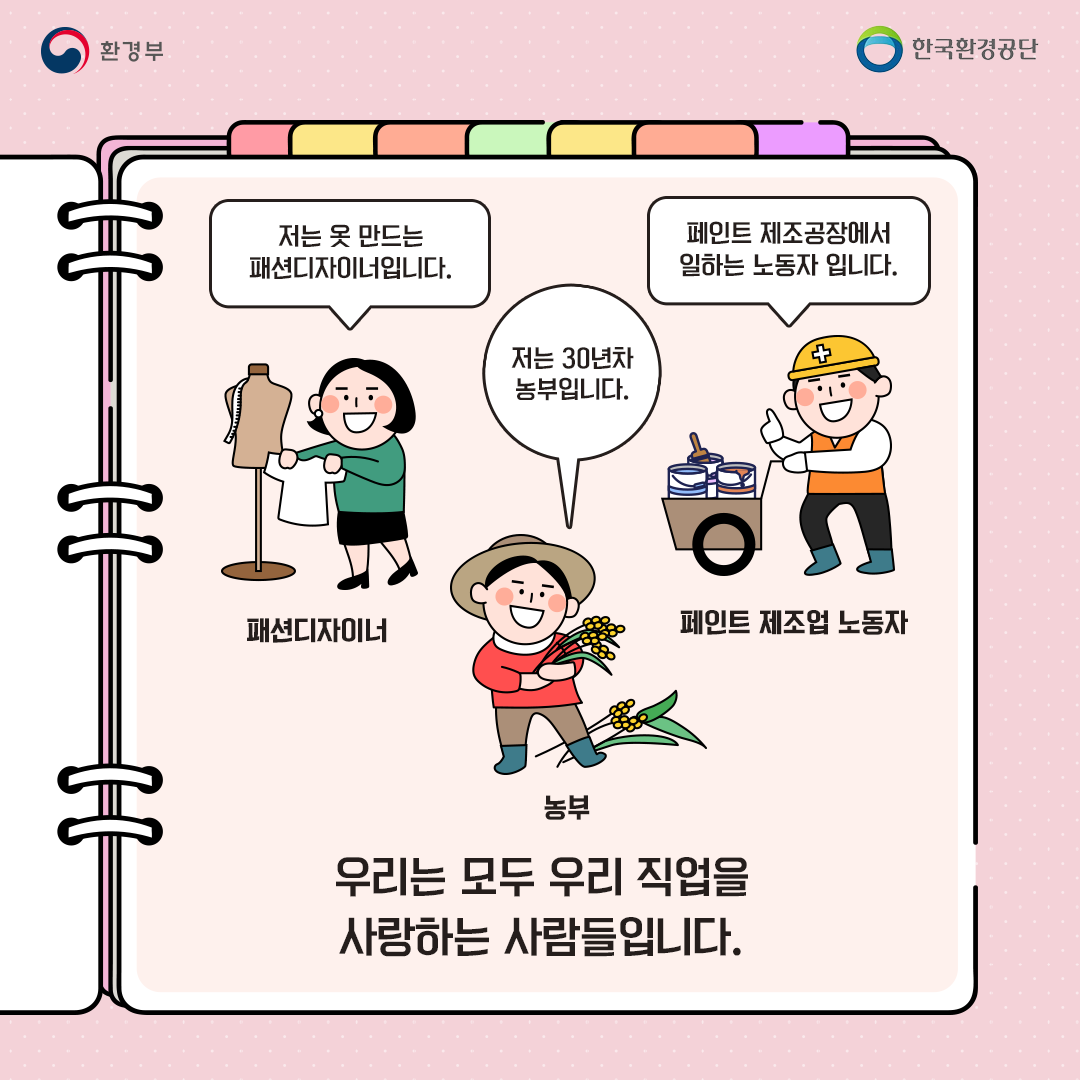 환경부
한국환경공단
저는 옷 만드는
패션디자이너입니다.
페인트 제조공장에서
일하는 노동자 입니다.
저는 30년차
농부입니다.
패션디자이너
페인트 제조업 노동자
농부
우리는 모두 우리 직업을
사랑하는 사람들입니다.